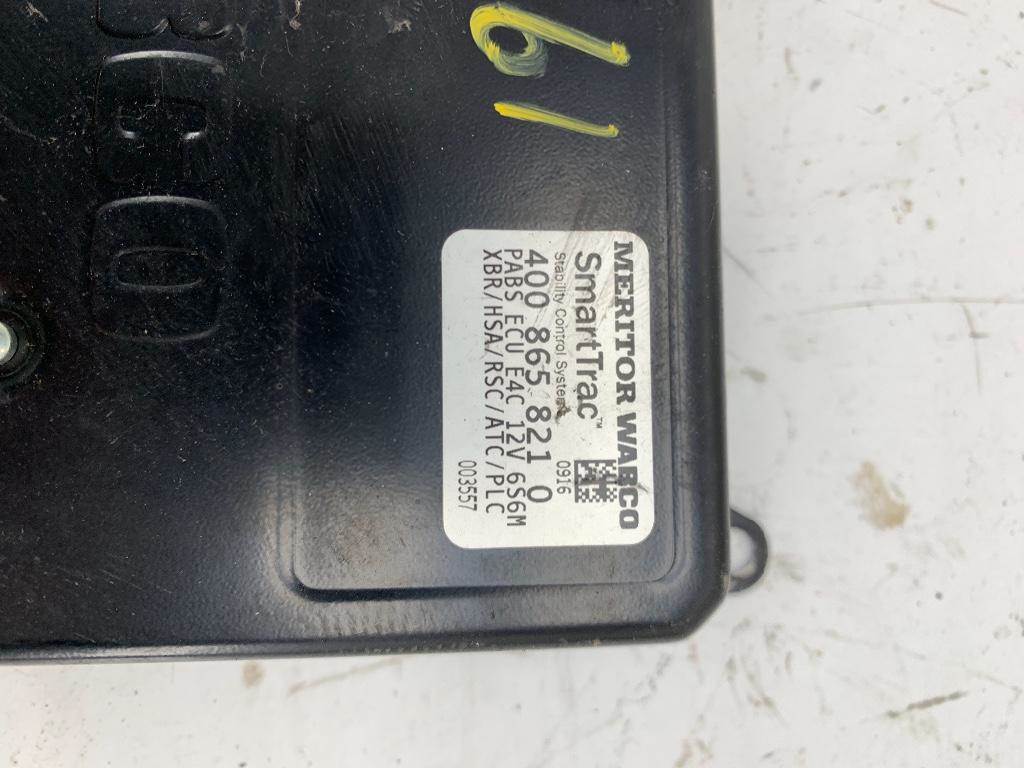 MERITOR WABCO
SmartTrac™
Stability Control Systems
0916
400 865 821 0
PABS ECU E4C 12V 6S6M
XBR/HSA/RSC/ATC/PLC
003557